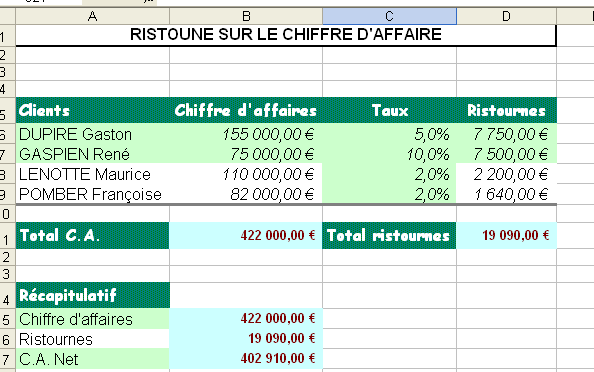 A B C D
1 RISTOUNE SUR LE CHIFFRE D'AFFAIRE
2
3
4
5 Clients Chiffre d'affaires Taux Ristournes
6 DUPIRE Gaston 155 000,00 € 5,0% 7 750,00 €
7 GASPIEN René 75 000,00 € 10,0% 7 500,00 €
8 LENOTTE Maurice 110 000,00 € 2,0% 2 200,00 €
9 POMBER Françoise 82 000,00 € 2,0% 1 640,00 €
0
1 Total C.A. 422 000,00 € Total ristournes 19 090,00 €
2
3
4 Récapitulatif
5 Chiffre d'affaires 422 000,00 €
6 Ristournes 19 090,00 €
7 C.A. Net 402 910,00 €